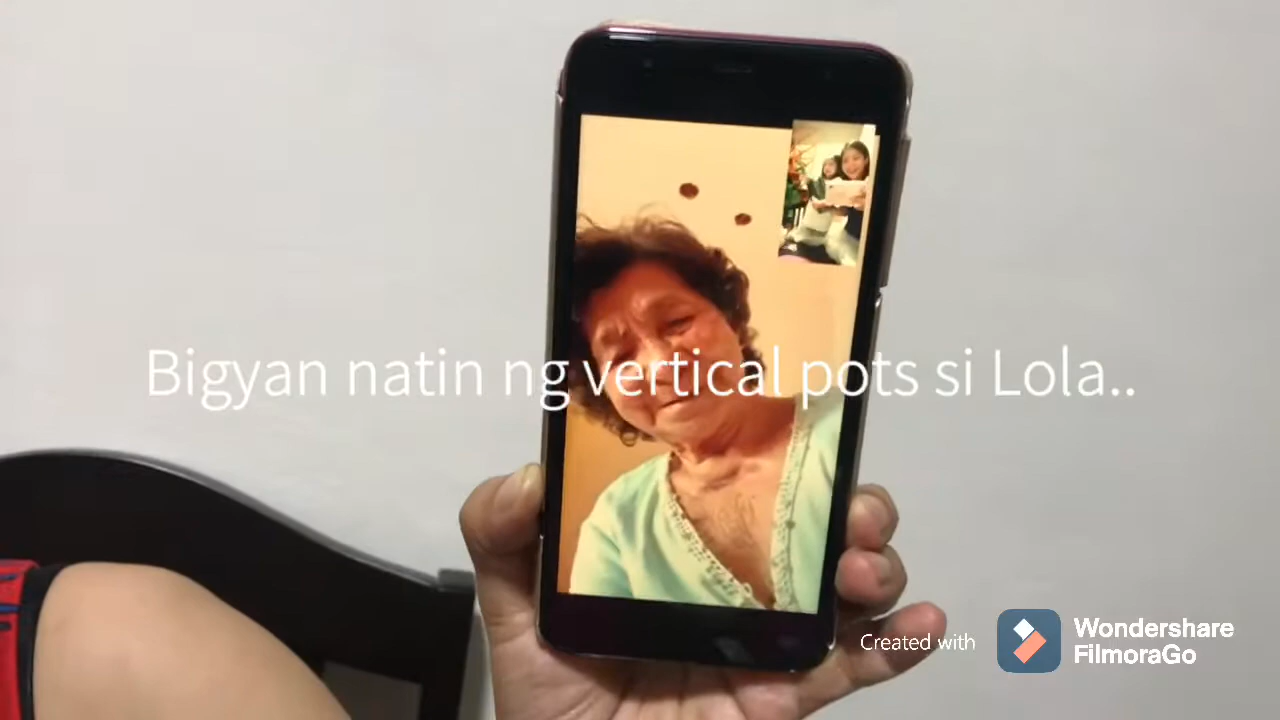 Bigyan natin ng vertical pots si Lola..
Created with
Wondershare
FilmoraGo